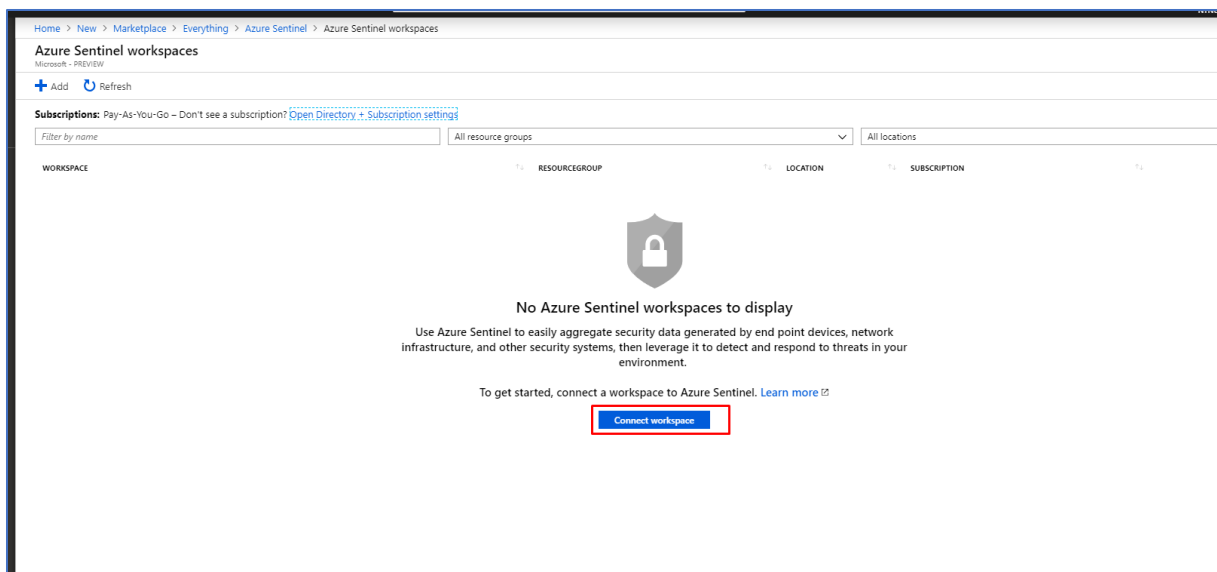 Home > New > Marketplace > Everything > Azure Sentinel > Azure Sentinel workspaces
Azure Sentinel workspaces
Microsoft - PREVIEW
Add Refresh
Subscriptions: Pay-As-You-Go – Don't see a subscription? Open Directory + Subscription settings
Filter by name All resource groups All locations
WORKSPACE RESOURCEGROUP LOCATION SUBSCRIPTION
No Azure Sentinel workspaces to display
Use Azure Sentinel to easily aggregate security data generated by end point devices, network
infrastructure, and other security systems, then leverage it to detect and respond to threats in your
environment.
To get started, connect a workspace to Azure Sentinel. Learn more
Connect workspace